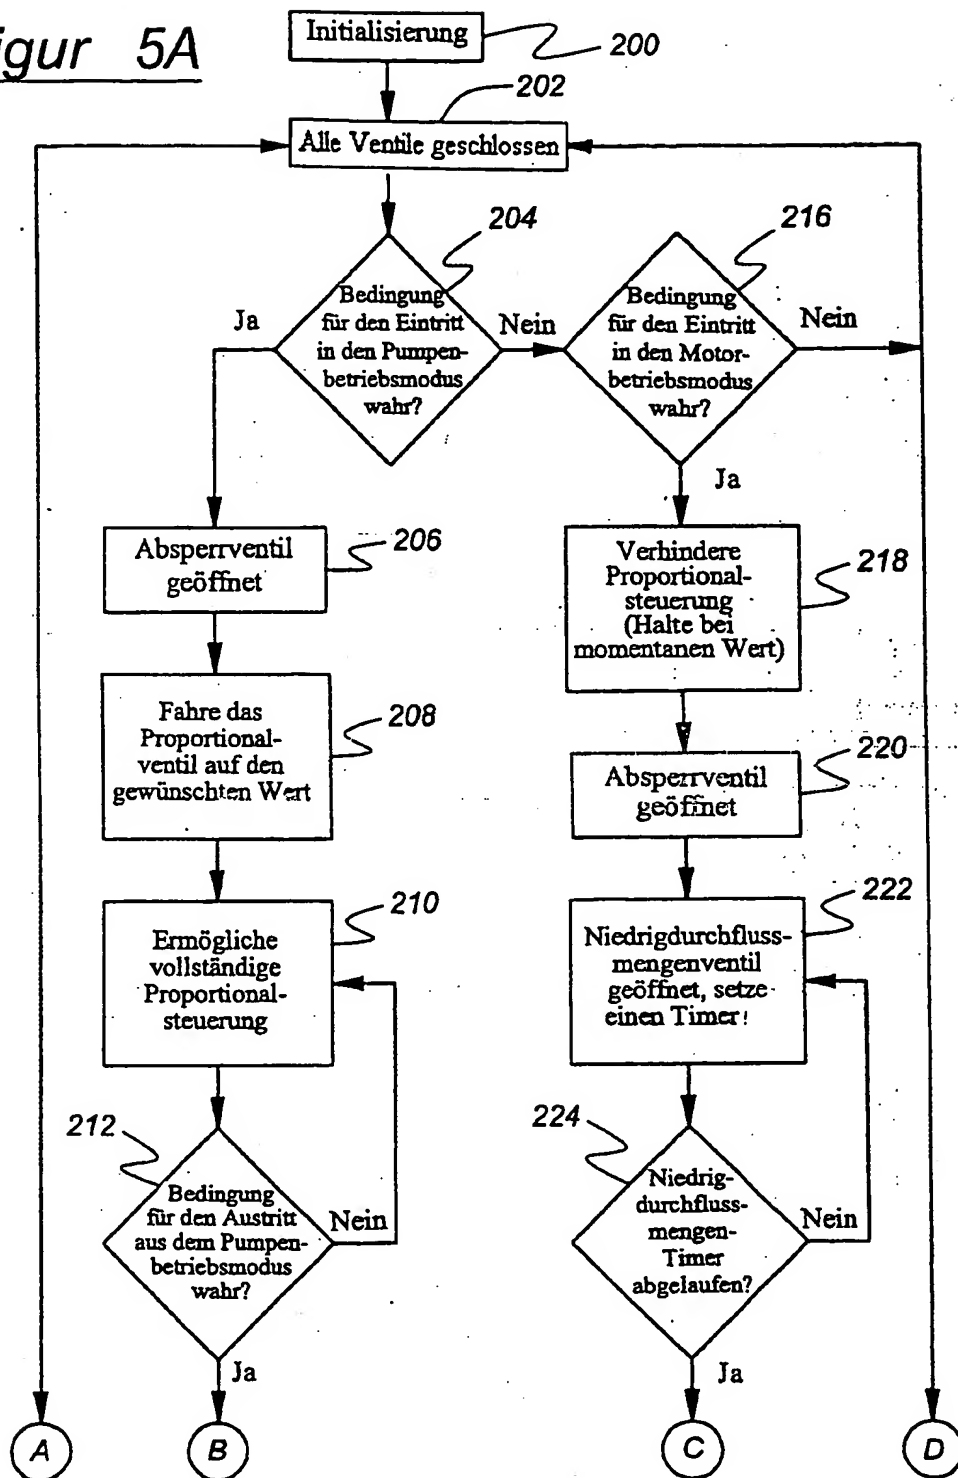 igur 5A
Initialisierung
200
202
Alle Ventile geschlossen
204
216
Bedingung
für den Eintritt
in den Pumpen-
betriebsmodus
wahr?
Ja
Nein
Bedingung
für den Eintritt
in den Motor-
betriebsmodus
wahr?
Nein
Ja
Absperrventil
geöffnet
206
Verhindere
Proportional-
steuerung
(Halte bei
momentanen Wert)
218
Fahre das
Proportional-
ventil auf den
gewünschten Wert
208
Absperrventil
geöffnet
220
Ermögliche
vollständige
Proportional-
steuerung
210
Niedrigdurchfluss-
mengenventil
geöffnet, setze
einen Timer!
222
212
Bedingung
für den Austritt
aus dem Pumpen-
betriebsmodus
wahr?
Nein
224
Niedrig-
durchfluss-
mengen-
Timer
abgelaufen?
Nein
Ja
Ja
A
B
C
D